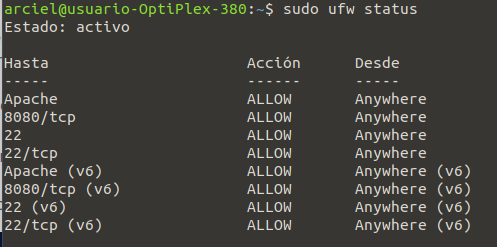 arciel@usuario-OptiPlex-380:~$ sudo ufw status
Estado: activo
Hasta Acción Desde
----- ------ -----
Apache ALLOW Anywhere
8080/tcp ALLOW Anywhere
22 ALLOW Anywhere
22/tcp ALLOW Anywhere
Apache (v6) ALLOW Anywhere (v6)
8080/tcp (v6) ALLOW Anywhere (v6)
22 (v6) ALLOW Anywhere (v6)
22/tcp (v6) ALLOW Anywhere (v6)